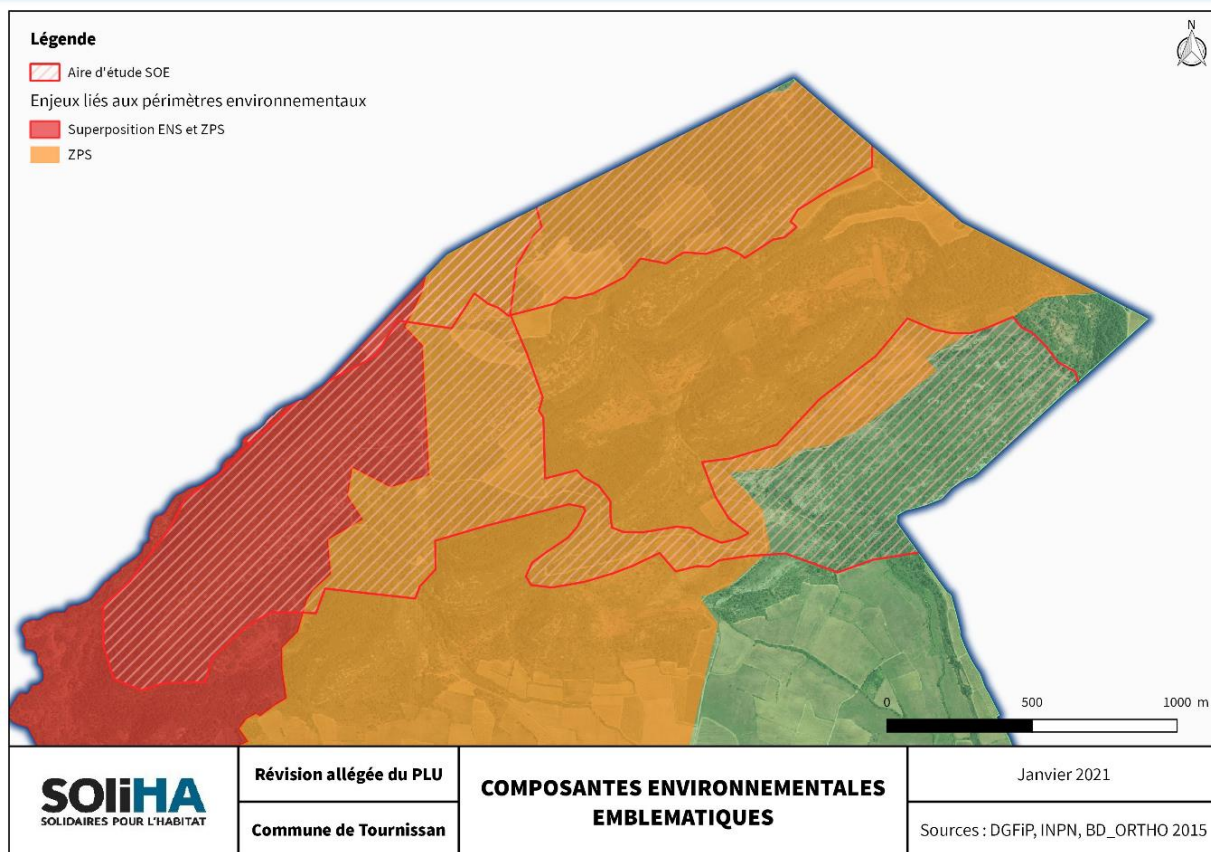 Légende
Aire d'étude SOE
Enjeux liés aux périmètres environnementaux
Superposition ENS et ZPS
ZPS
N
0 500 1000 m
SOLiHA
SOLIDAIRES POUR L'HABITAT
Révision allégée du PLU
Commune de Tournissan
COMPOSANTES ENVIRONNEMENTALES
EMBLEMATIQUES
Janvier 2021
Sources : DGFiP, INPN, BD_ORTHO 2015